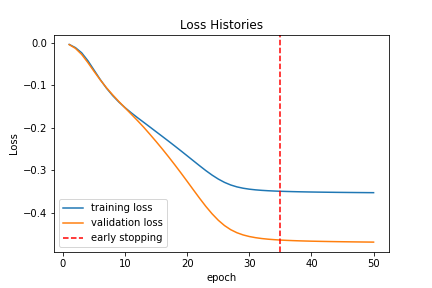 Loss Histories
0.0
−0.1
−0.2
−0.3
−0.4
Loss
training loss
validation loss
early stopping
0 10 20 30 40 50
epoch